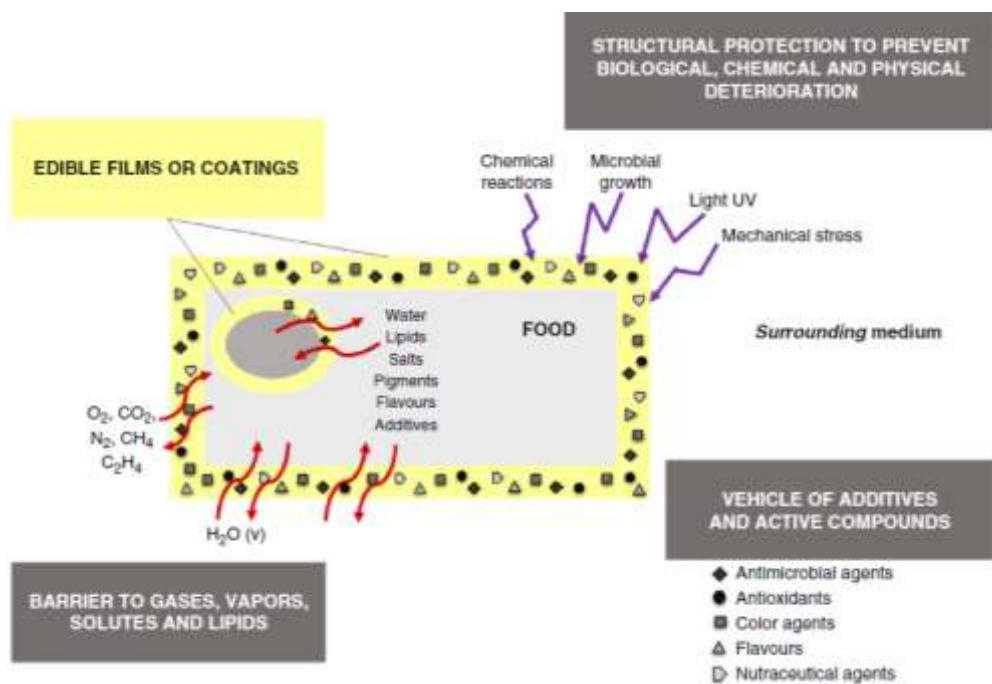 STRUCTURAL PROTECTION TO PREVENT
BIOLOGICAL, CHEMICAL AND PHYSICAL
DETERIORATION
EDIBLE FILMS OR COATINGS
Chemical
reactions
Microbial
growth
Light UV
Mechanical stress
Water
Lipids
Salts
Pigments
Flavours
Additives
FOOD
Surrounding medium
O₂, CO₂,
N₂, CH₄
C₂H₄
H₂O (v)
BARRIER TO GASES, VAPORS,
SOLUTES AND LIPIDS
VEHICLE OF ADDITIVES
AND ACTIVE COMPOUNDS
Antimicrobial agents
Antioxidants
Color agents
Flavours
Nutraceutical agents